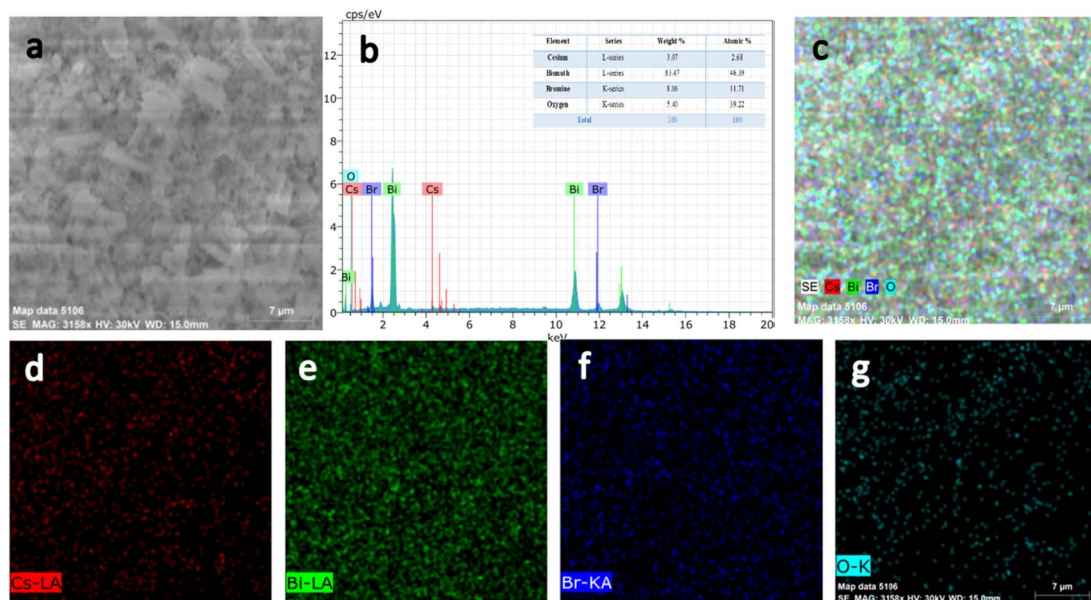 a
Map data 5106
SE MAG: 3158x HV: 30kV WD: 15.0mm
7 µm
cps/eV
b
Element Series Weight % Atomic %
Cesium L-series 3.07 2.68
Bismuth L-series 83.47 46.39
Bromine K-series 8.06 11.71
Oxygen K-series 5.40 39.22
Total 100 100
12
10
8
6
4
2
0
O
Cs Br Bi Cs Bi Br
Bi
2 4 6 8 10 12 14 16 18 20
keV
c
SE Cs Bi Br O
Map data 5106
SE MAG: 3158x HV: 30kV WD: 15.0mm
7 µm
d
Cs-LA
e
Bi-LA
f
Br-KA
g
O-K
Map data 5106
SE MAG: 3158x HV: 30kV WD: 15.0mm
7 µm